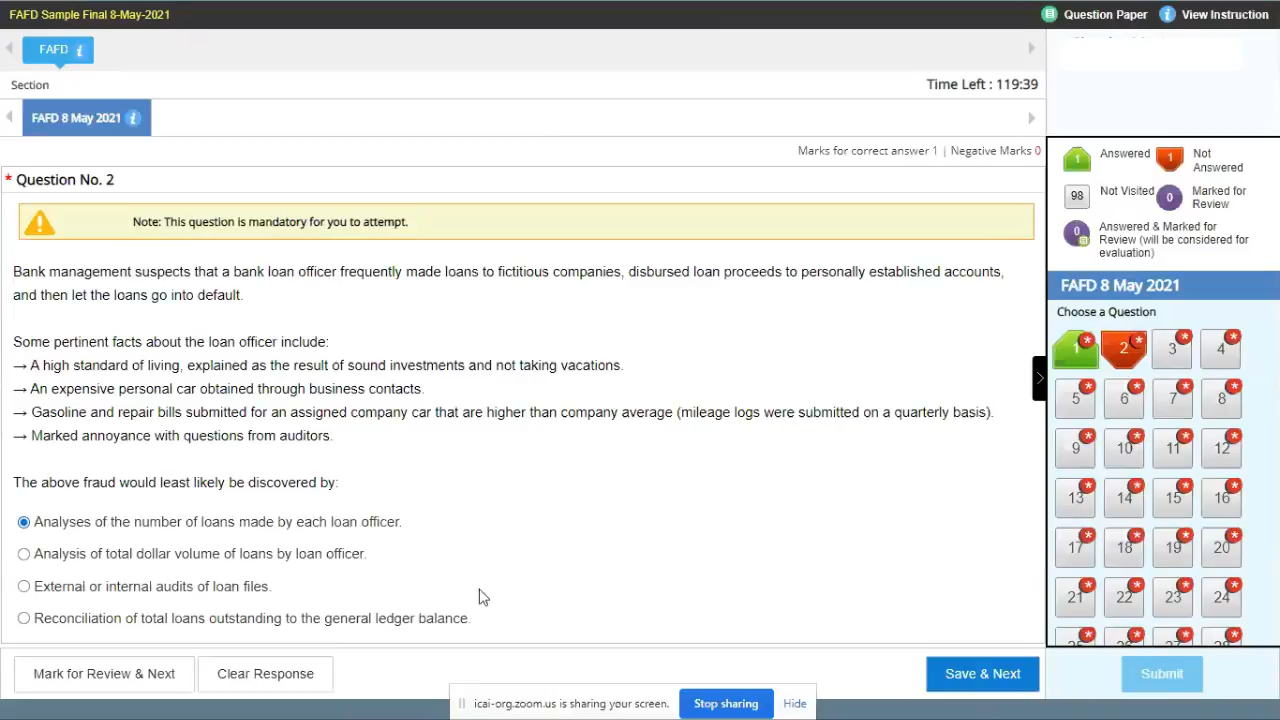 FAFD Sample Final 8-May-2021
Question Paper
View Instruction
FAFD
Section
Time Left : 119:39
FAFD 8 May 2021
Marks for correct answer 1 | Negative Marks 0
* Question No. 2
Note: This question is mandatory for you to attempt.
Bank management suspects that a bank loan officer frequently made loans to fictitious companies, disbursed loan proceeds to personally established accounts,
and then let the loans go into default.
Some pertinent facts about the loan officer include:
→ A high standard of living, explained as the result of sound investments and not taking vacations.
→ An expensive personal car obtained through business contacts.
→ Gasoline and repair bills submitted for an assigned company car that are higher than company average (mileage logs were submitted on a quarterly basis).
→ Marked annoyance with questions from auditors.
The above fraud would least likely be discovered by:
Analyses of the number of loans made by each loan officer.
Analysis of total dollar volume of loans by loan officer.
External or internal audits of loan files.
Reconciliation of total loans outstanding to the general ledger balance.
Mark for Review & Next
Clear Response
Save & Next
icai-org.zoom.us is sharing your screen.
Stop sharing
Hide
1 Answered
1 Not
Answered
98 Not Visited
0 Marked for
Review
0 Answered & Marked for
Review (will be considered for
evaluation)
FAFD 8 May 2021
Choose a Question
1* 2* 3* 4*
5* 6* 7* 8*
9* 10* 11* 12*
13* 14* 15* 16*
17* 18* 19* 20*
21* 22* 23* 24*
25* 26* 27* 28*
Submit